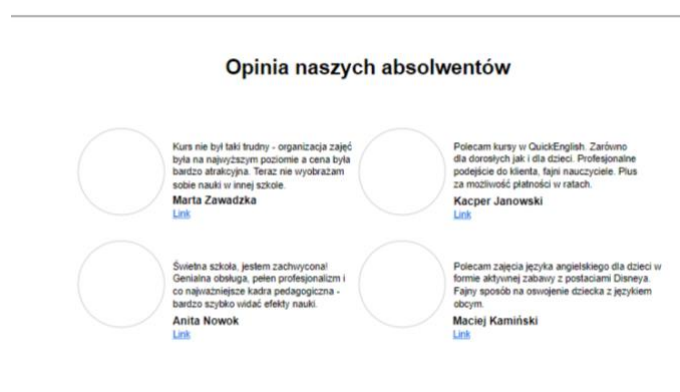 Opinia naszych absolwentów
Kurs nie był taki trudny - organizacja zajęć
była na najwyższym poziomie a cena była
bardzo atrakcyjna. Teraz nie wyobrażam
sobie nauki w innej szkole.
Marta Zawadzka
Link
Polecam kursy w QuickEnglish. Zarówno
dla dorosłych jak i dla dzieci. Profesjonalne
podejście do klienta, fajni nauczyciele. Plus
za możliwość płatności w ratach.
Kacper Janowski
Link
Świetna szkoła, jestem zachwycona!
Genialna obsługa, pełen profesjonalizm i
co najważniejsze kadra pedagogiczna -
bardzo szybko widać efekty nauki.
Anita Nowok
Link
Polecam zajęcia języka angielskiego dla dzieci w
formie aktywnej zabawy z postaciami Disneya.
Fajny sposób na oswojenie dziecka z językiem
obcym.
Maciej Kamiński
Link